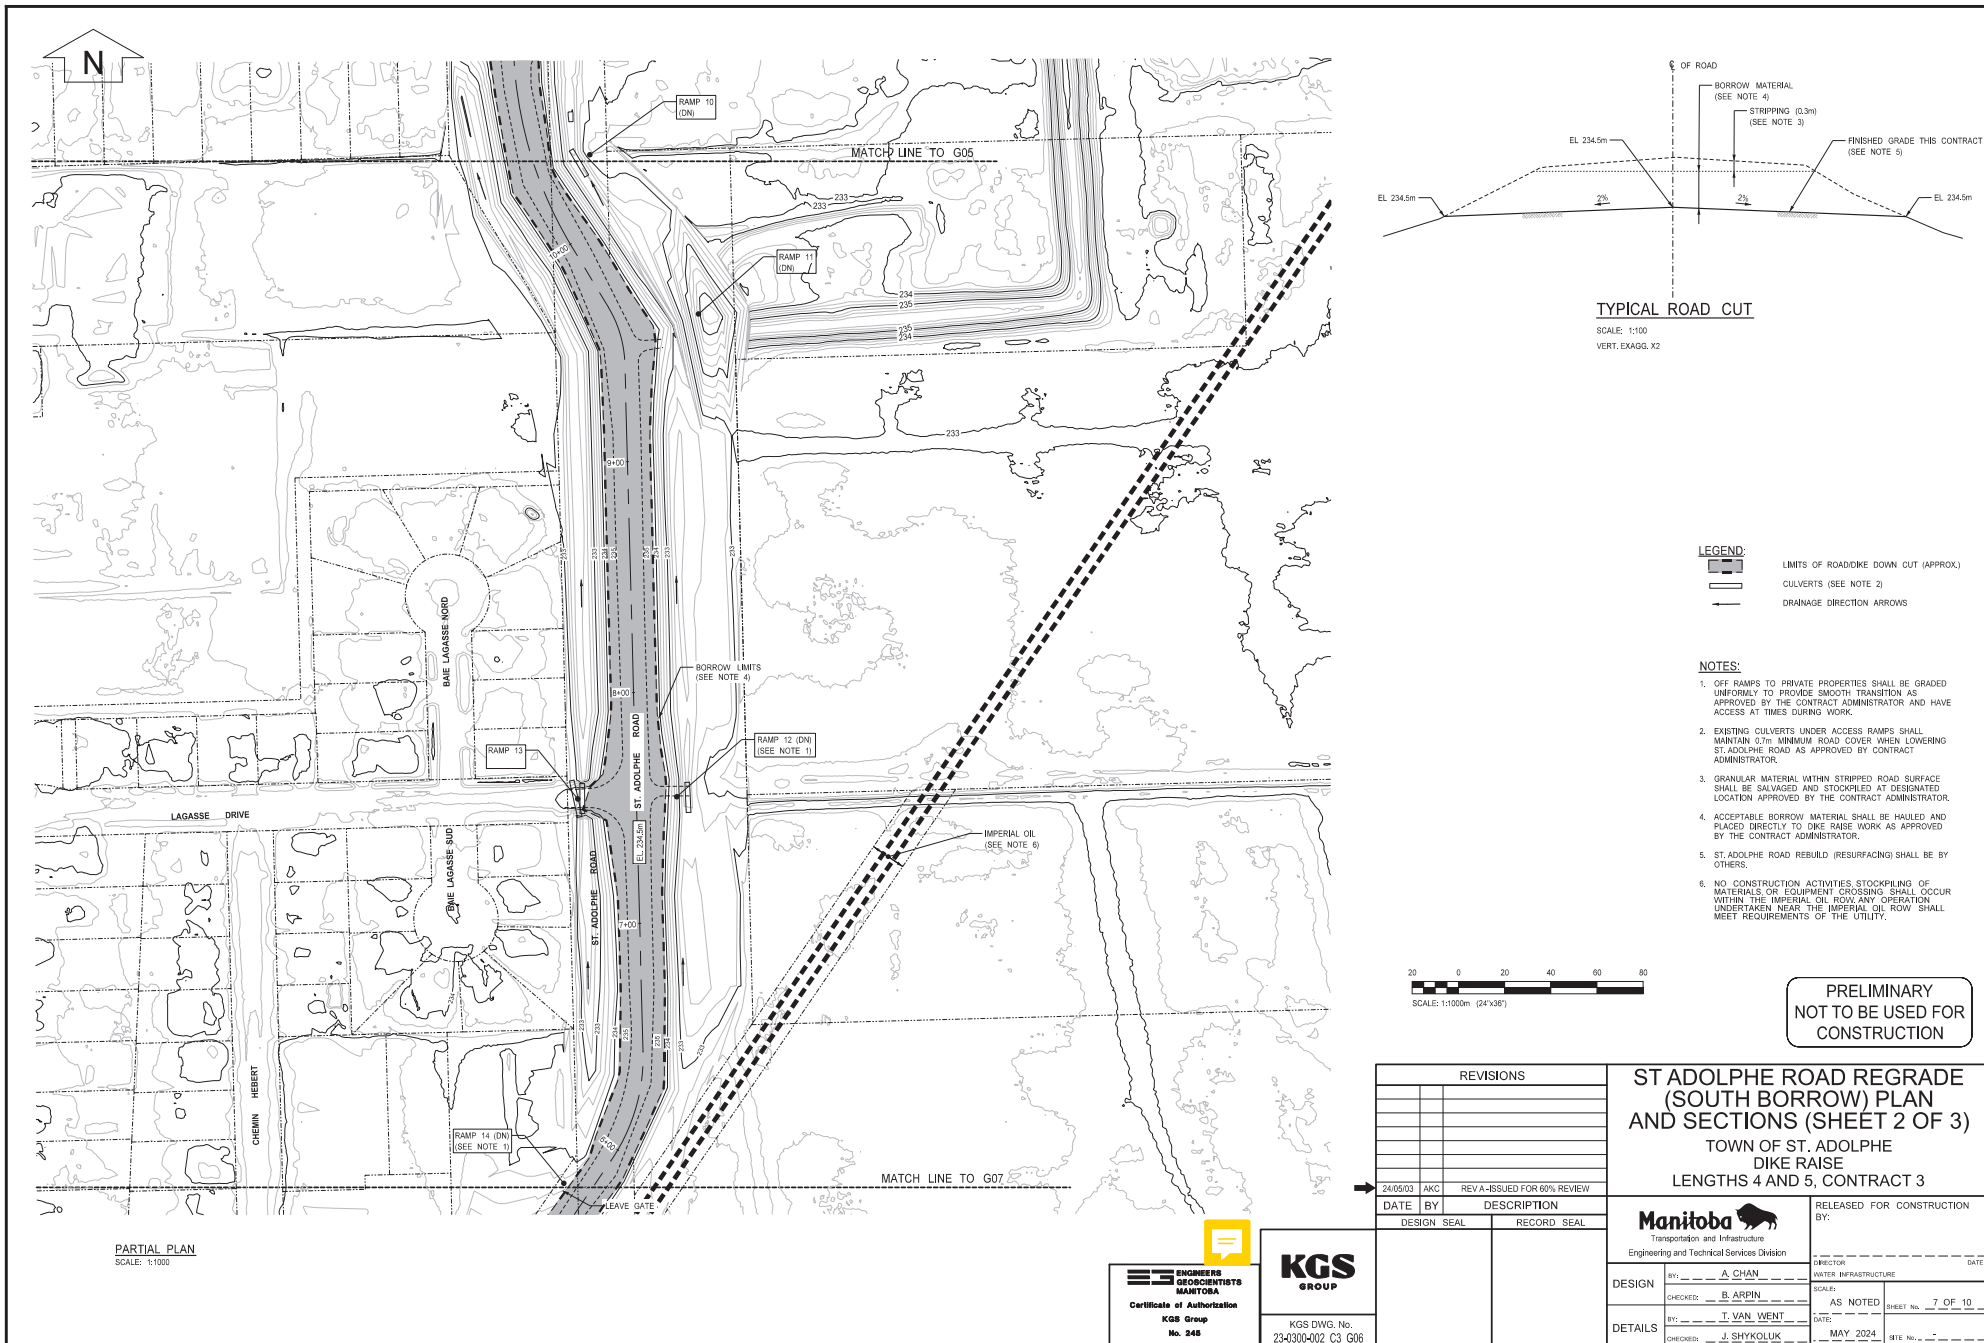 N
RAMP 10
(DN)
MATCH LINE TO G05
233
233
RAMP 11
(DN)
10+00
234
235
235
234
233
9+00
233
233
234
235
235
234
233
233
BAIE LAGASSE NORD
BORROW LIMITS
(SEE NOTE 4)
8+00
ST. ADOLPHE ROAD
RAMP 13
RAMP 12 (DN)
(SEE NOTE 1)
LAGASSE DRIVE
EL. 234.5m
IMPERIAL OIL
(SEE NOTE 6)
BAIE LAGASSE SUD
ST. ADOLPHE ROAD
7+00
234
233
233
234
235
235
234
233
233
CHEMIN HEBERT
RAMP 14 (DN)
(SEE NOTE 1)
6+00
MATCH LINE TO G07
LEAVE GATE
PARTIAL PLAN
SCALE: 1:1000
℄ OF ROAD
BORROW MATERIAL
(SEE NOTE 4)
STRIPPING (0.3m)
(SEE NOTE 3)
EL 234.5m
FINISHED GRADE THIS CONTRACT
(SEE NOTE 5)
EL 234.5m
2%
2%
EL 234.5m
TYPICAL ROAD CUT
SCALE: 1:100
VERT. EXAGG. X2
LEGEND:
LIMITS OF ROAD/DIKE DOWN CUT (APPROX.)
CULVERTS (SEE NOTE 2)
DRAINAGE DIRECTION ARROWS
NOTES:
1. OFF RAMPS TO PRIVATE PROPERTIES SHALL BE GRADED
UNIFORMLY TO PROVIDE SMOOTH TRANSITION AS
APPROVED BY THE CONTRACT ADMINISTRATOR AND HAVE
ACCESS AT TIMES DURING WORK.
2. EXISTING CULVERTS UNDER ACCESS RAMPS SHALL
MAINTAIN 0.7m MINIMUM ROAD COVER WHEN LOWERING
ST. ADOLPHE ROAD AS APPROVED BY CONTRACT
ADMINISTRATOR.
3. GRANULAR MATERIAL WITHIN STRIPPED ROAD SURFACE
SHALL BE SALVAGED AND STOCKPILED AT DESIGNATED
LOCATION APPROVED BY THE CONTRACT ADMINISTRATOR.
4. ACCEPTABLE BORROW MATERIAL SHALL BE HAULED AND
PLACED DIRECTLY TO DIKE RAISE WORK AS APPROVED
BY THE CONTRACT ADMINISTRATOR.
5. ST. ADOLPHE ROAD REBUILD (RESURFACING) SHALL BE BY
OTHERS.
6. NO CONSTRUCTION ACTIVITIES, STOCKPILING OF
MATERIALS, OR EQUIPMENT CROSSING SHALL OCCUR
WITHIN THE IMPERIAL OIL ROW. ANY OPERATION
UNDERTAKEN NEAR THE IMPERIAL OIL ROW SHALL
MEET REQUIREMENTS OF THE UTILITY.
20 0 20 40 60 80
SCALE: 1:1000m (24"x36")
PRELIMINARY
NOT TO BE USED FOR
CONSTRUCTION
REVISIONS
24/05/03 AKC REV A - ISSUED FOR 60% REVIEW
DATE BY DESCRIPTION
DESIGN SEAL RECORD SEAL
ST ADOLPHE ROAD REGRADE
(SOUTH BORROW) PLAN
AND SECTIONS (SHEET 2 OF 3)
TOWN OF ST. ADOLPHE
DIKE RAISE
LENGTHS 4 AND 5, CONTRACT 3
Manitoba
Transportation and Infrastructure
Engineering and Technical Services Division
RELEASED FOR CONSTRUCTION
BY:
DIRECTOR DATE
WATER INFRASTRUCTURE
DESIGN
BY: A. CHAN
CHECKED: B. ARPIN
DETAILS
BY: T. VAN WENT
CHECKED: J. SHYKOLUK
SCALE:
AS NOTED
SHEET No. 7 OF 10
DATE:
MAY 2024
SITE No. -
ENGINEERS
GEOSCIENTISTS
MANITOBA
Certificate of Authorization
KGS Group
No. 245
KGS
GROUP
KGS DWG. No.
23-0300-002 C3 G06